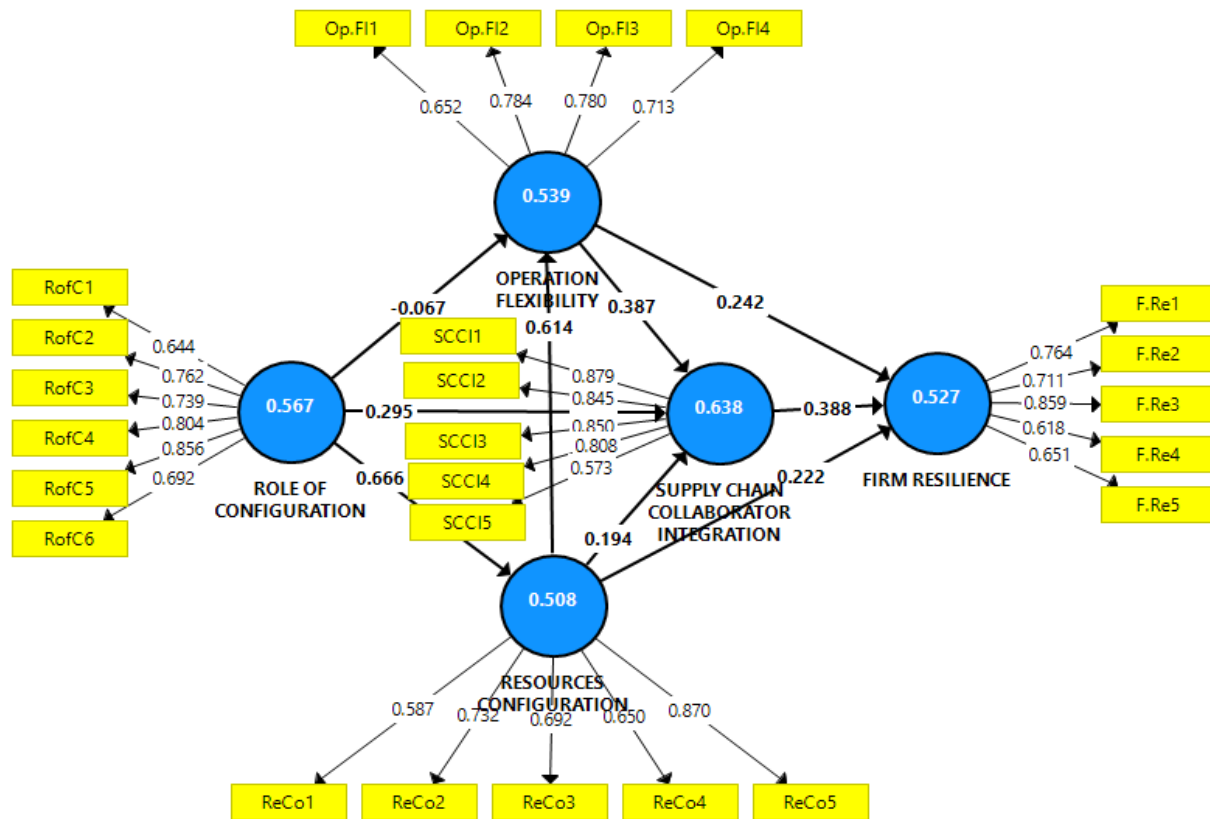 Op.Fl1
Op.Fl2
Op.Fl3
Op.Fl4
0.652
0.784
0.780
0.713
0.539
OPERATION
FLEXIBILITY
RofC1
RofC2
RofC3
RofC4
RofC5
RofC6
0.644
0.762
0.739
0.804
0.856
0.692
0.567
ROLE OF
CONFIGURATION
-0.067
0.614
0.387
0.242
0.295
0.666
SCCI1
SCCI2
SCCI3
SCCI4
SCCI5
0.879
0.845
0.850
0.808
0.573
0.638
SUPPLY CHAIN
COLLABORATOR
INTEGRATION
0.388
0.222
0.194
0.527
FIRM RESILIENCE
0.764
0.711
0.859
0.618
0.651
F.Re1
F.Re2
F.Re3
F.Re4
F.Re5
0.508
RESOURCES
CONFIGURATION
0.587
0.732
0.692
0.650
0.870
ReCo1
ReCo2
ReCo3
ReCo4
ReCo5